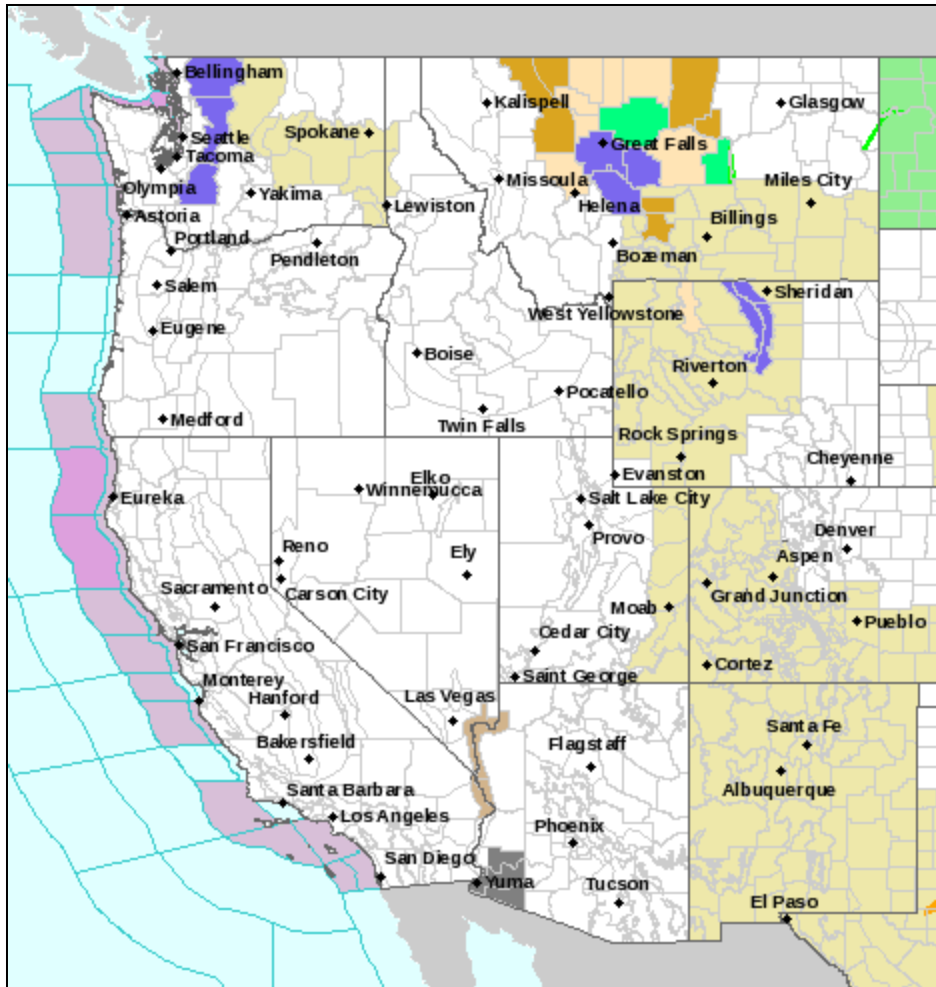 Bellingham
Kalispell
Glasgow
Spokane
Seattle
Great Falls
Tacoma
Olympia
Missoula
Miles City
Yakima
Helena
Lewiston
Astoria
Billings
Portland
Pendleton
Bozeman
Salem
Sheridan
West Yellowstone
Eugene
Boise
Riverton
Pocatello
Medford
Twin Falls
Rock Springs
Cheyenne
Elko
Evanston
Winnemucca
Eureka
Salt Lake City
Provo
Denver
Reno
Ely
Aspen
Sacramento
Carson City
Grand Junction
Moab
Pueblo
Cedar City
San Francisco
Cortez
Saint George
Monterey
Hanford
Las Vegas
Santa Fe
Bakersfield
Flagstaff
Albuquerque
Santa Barbara
Los Angeles
Phoenix
San Diego
Yuma
Tucson
El Paso